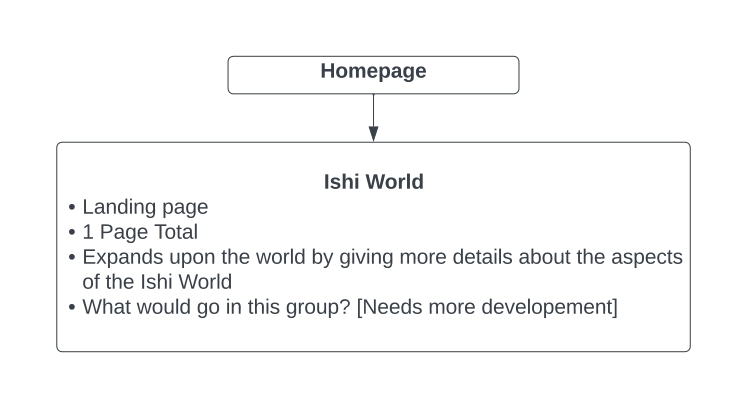 Homepage
Ishi World
• Landing page
• 1 Page Total
• Expands upon the world by giving more details about the aspects
of the Ishi World
• What would go in this group? [Needs more developement]